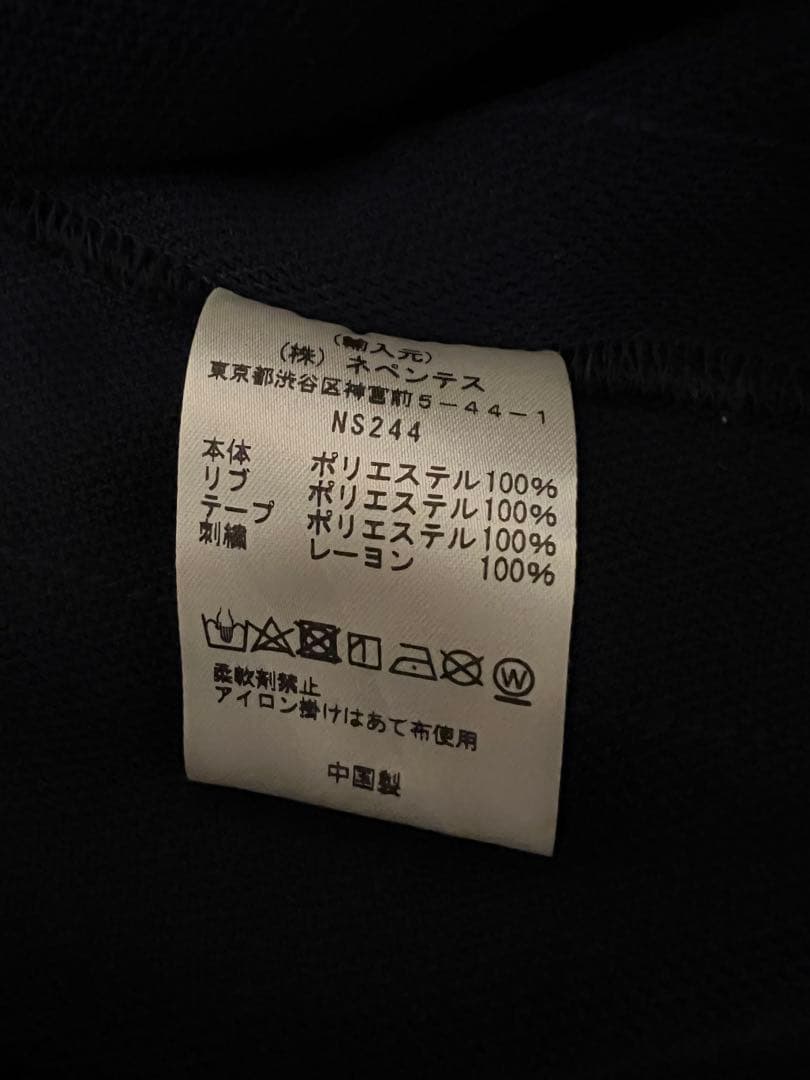 (輸入元)
(株) ネペンテス
東京都渋谷区神宮前5-44-1
NS244
本体 ポリエステル100%
リブ ポリエステル100%
テープ ポリエステル100%
刺繍 レーヨン 100%
W
柔軟剤禁止
アイロン掛けはあて布使用
中国製